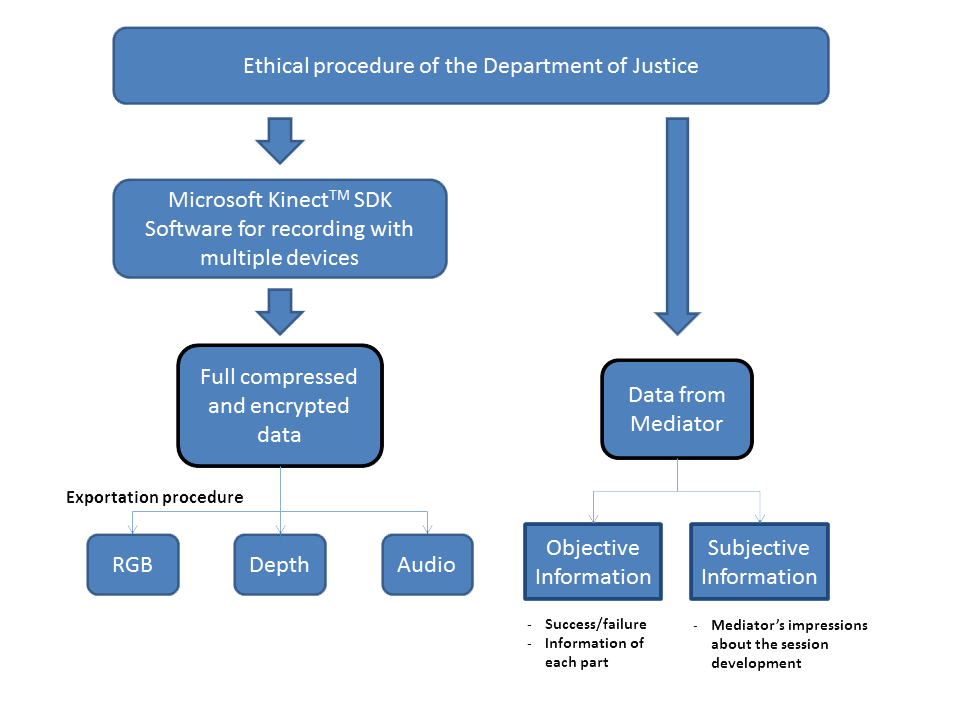 Ethical procedure of the Department of Justice
Microsoft Kinect™ SDK
Software for recording with
multiple devices
Full compressed
and encrypted
data
Exportation procedure
RGB
Depth
Audio
Data from
Mediator
Objective
Information
- Success/failure
- Information of
each part
Subjective
Information
- Mediator’s impressions
about the session
development